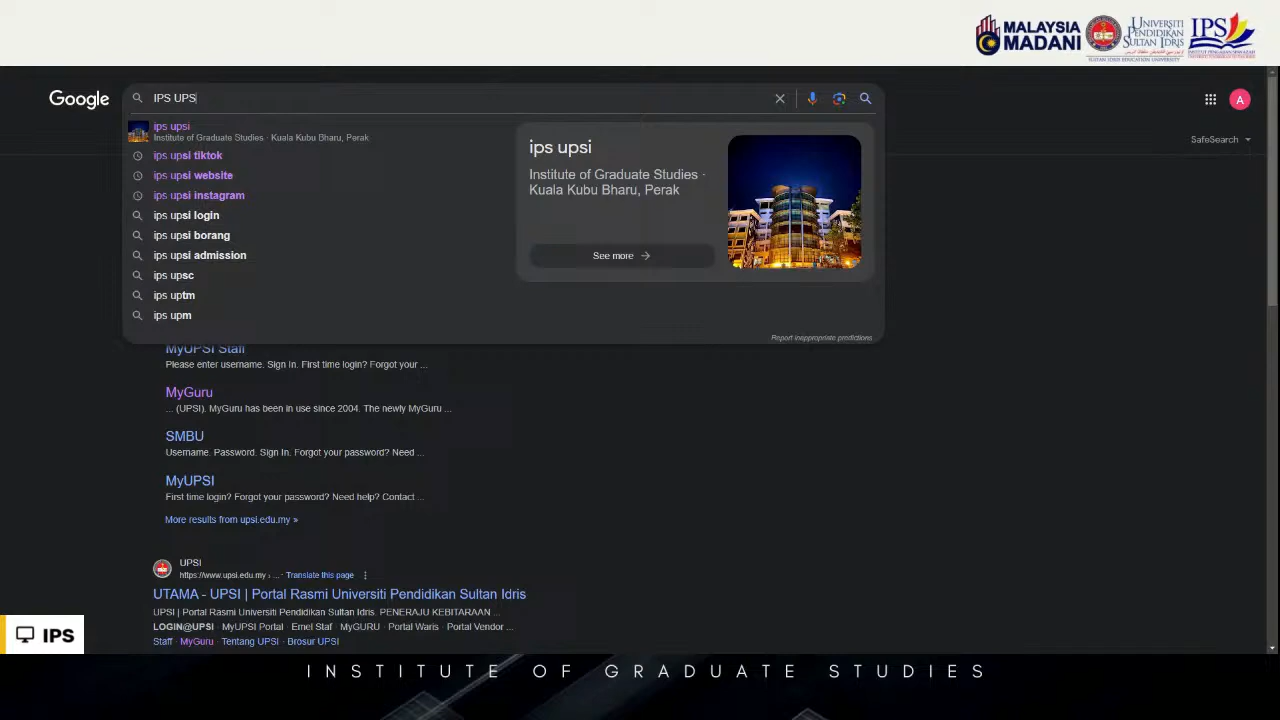 MALAYSIA
MADANI
UNIVERSITI
PENDIDIKAN
SULTAN IDRIS
SULTAN IDRIS EDUCATION UNIVERSITY
IPS
Google
IPS UPS
A
ips upsi
Institute of Graduate Studies · Kuala Kubu Bharu, Perak
ips upsi tiktok
ips upsi website
ips upsi instagram
ips upsi login
ips upsi borang
ips upsi admission
ips upsc
ips uptm
ips upm
ips upsi
Institute of Graduate Studies ·
Kuala Kubu Bharu, Perak
See more
Report inappropriate predictions
SafeSearch
MyUPSI Staff
Please enter username. Sign In. First time login? Forgot your ...
MyGuru
... (UPSI). MyGuru has been in use since 2004. The newly MyGuru ...
SMBU
Username. Password. Sign In. Forgot your password? Need ...
MyUPSI
First time login? Forgot your password? Need help? Contact ...
More results from upsi.edu.my »
UPSI
https://www.upsi.edu.my › ... · Translate this page
UTAMA - UPSI | Portal Rasmi Universiti Pendidikan Sultan Idris
UPSI | Portal Rasmi Universiti Pendidikan Sultan Idris. PENERAJU KEBITARAAN ...
LOGIN@UPSI · MyUPSI Portal · Emel Staf · MyGURU · Portal Waris · Portal Vendor ...
Staff · MyGuru · Tentang UPSI · Brosur UPSI
IPS
INSTITUTE OF GRADUATE STUDIES